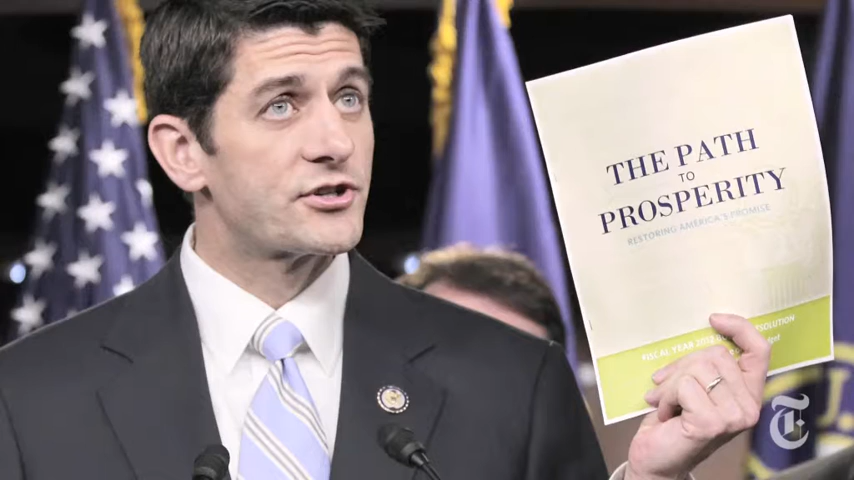 THE PATH
TO
PROSPERITY
RESTORING AMERICA'S PROMISE
FISCAL YEAR 2012 RESOLUTION